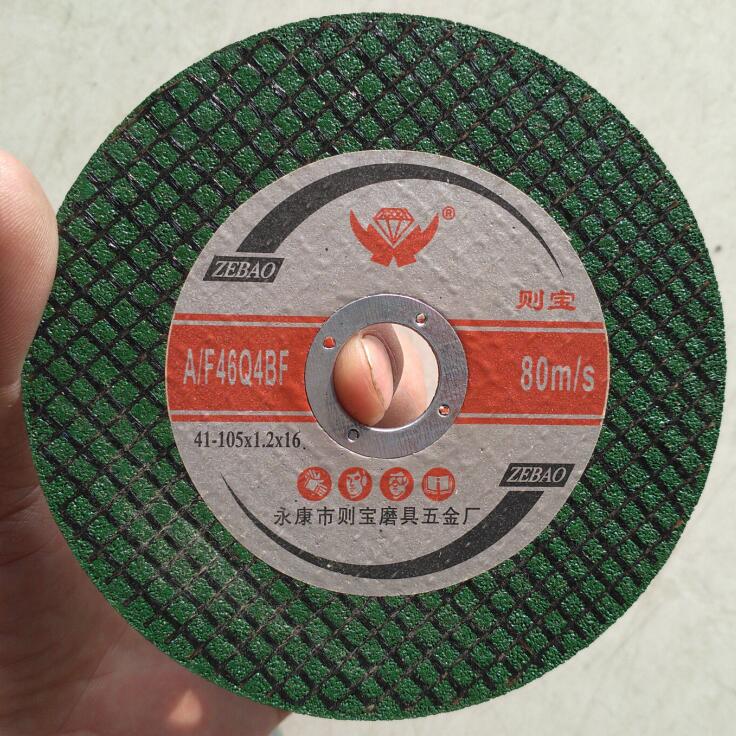 ®
ZEBAO
则宝
A/F46Q4BF
80m/s
41-105x1.2x16
ZEBAO
永康市则宝磨具五金厂